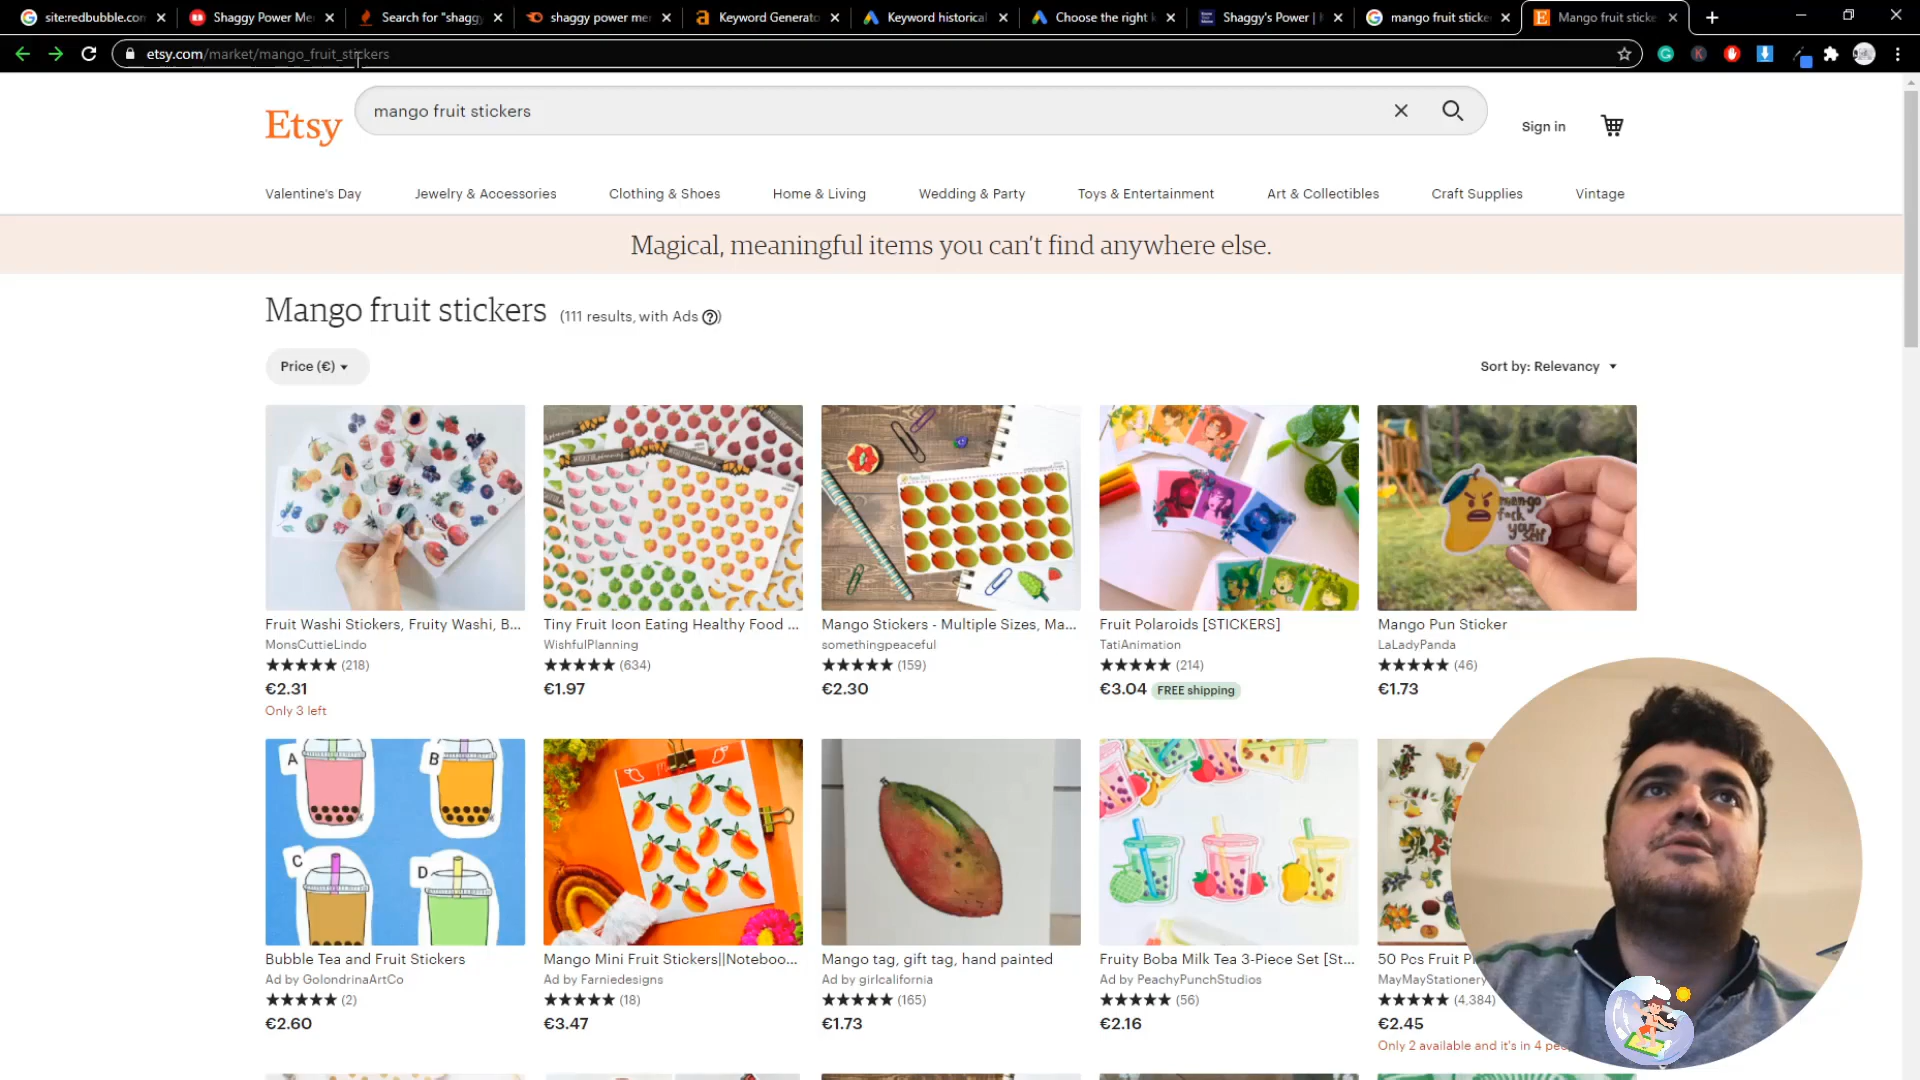 site:redbubble.com
Shaggy Power Me
Search for "shaggy
shaggy power me
Keyword Generato
Keyword historical
Choose the right k
Shaggy's Power |
mango fruit sticke
Mango fruit sticke
etsy.com/market/mango_fruit_stickers
Etsy
mango fruit stickers
Sign in
Valentine's Day
Jewelry & Accessories
Clothing & Shoes
Home & Living
Wedding & Party
Toys & Entertainment
Art & Collectibles
Craft Supplies
Vintage
Magical, meaningful items you can't find anywhere else.
Mango fruit stickers (111 results, with Ads ?)
Price (€)
Sort by: Relevancy
mango
fuck
your
self
Fruit Washi Stickers, Fruity Washi, B...
MonsCuttieLindo
(218)
€2.31
Only 3 left
Tiny Fruit Icon Eating Healthy Food ...
WishfulPlanning
(634)
€1.97
Mango Stickers - Multiple Sizes, Ma...
somethingpeaceful
(159)
€2.30
Fruit Polaroids [STICKERS]
TatiAnimation
(214)
€3.04 FREE shipping
Mango Pun Sticker
LaLadyPanda
(46)
€1.73
A
B
C
D
Bubble Tea and Fruit Stickers
Ad by GolondrinaArtCo
(2)
€2.60
Mango Mini Fruit Stickers||Noteboo...
Ad by Farniedesigns
(18)
€3.47
Mango tag, gift tag, hand painted
Ad by girlcalifornia
(165)
€1.73
Fruity Boba Milk Tea 3-Piece Set [St...
Ad by PeachyPunchStudios
(56)
€2.16
50 Pcs Fruit
MayMayStationery
(4,384)
€2.45
Only 2 available and it's in 4